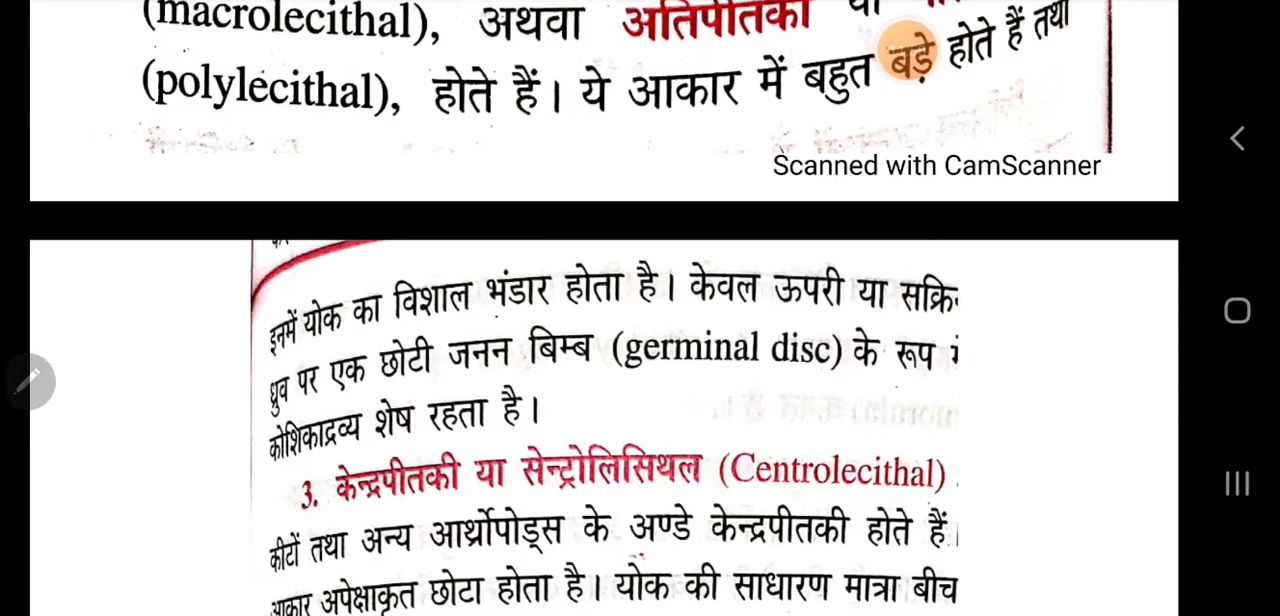 (macrolecithal), अथवा अतिपीतकी या
(polylecithal), होते हैं। ये आकार में बहुत बड़े होते हैं तथा
Scanned with CamScanner
इनमें योक का विशाल भंडार होता है। केवल ऊपरी या
ध्रुव पर एक छोटी जनन बिम्ब (germinal disc) के रूप
कोशिकाद्रव्य शेष रहता है।
3. केन्द्रपीतकी या सेन्ट्रोलिसिथल (Centrolecithal)
कीटों तथा अन्य आर्थ्रोपोड्स के अण्डे केन्द्रपीतकी होते हैं।
आकार अपेक्षाकृत छोटा होता है। योक की साधारण मात्रा बीच